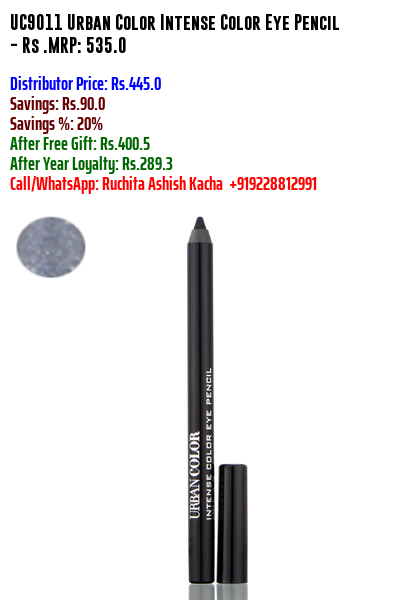 UC9011 Urban Color Intense Color Eye Pencil
- Rs .MRP: 535.0
Distributor Price: Rs.445.0
Savings: Rs.90.0
Savings %: 20%
After Free Gift: Rs.400.5
After Year Loyalty: Rs.289.3
Call/WhatsApp: Ruchita Ashish Kacha +919228812991
URBAN COLOR
INTENSE COLOR EYE PENCIL